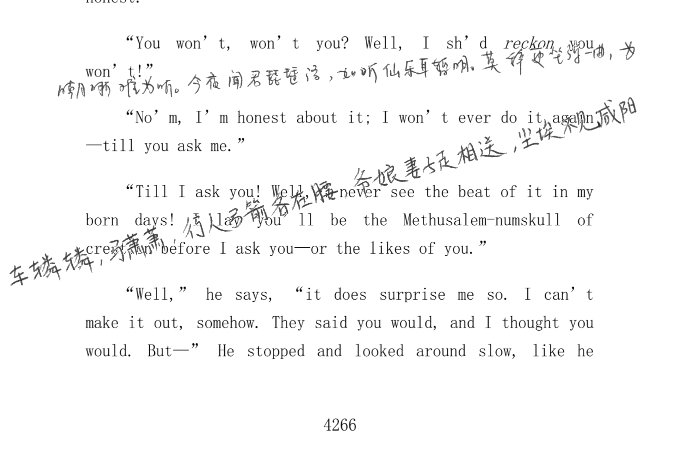 honest.
“You won’t, won’t you? Well, I sh’d reckon you
won’t!”
嘲哳难为听。今夜闻君琵琶语，如听仙乐耳暂明。莫辞更坐弹一曲，为
“No’m, I’m honest about it; I won’t ever do it again
—till you ask me.”
车辚辚，马萧萧，行人弓箭各在腰。爷娘妻子走相送，尘埃不见咸阳
“Till I ask you! Well, I never see the beat of it in my
born days! I lay you’ll be the Methusalem-numskull of
creation before I ask you—or the likes of you.”
“Well,” he says, “it does surprise me so. I can’t
make it out, somehow. They said you would, and I thought you
would. But—” He stopped and looked around slow, like he
4266